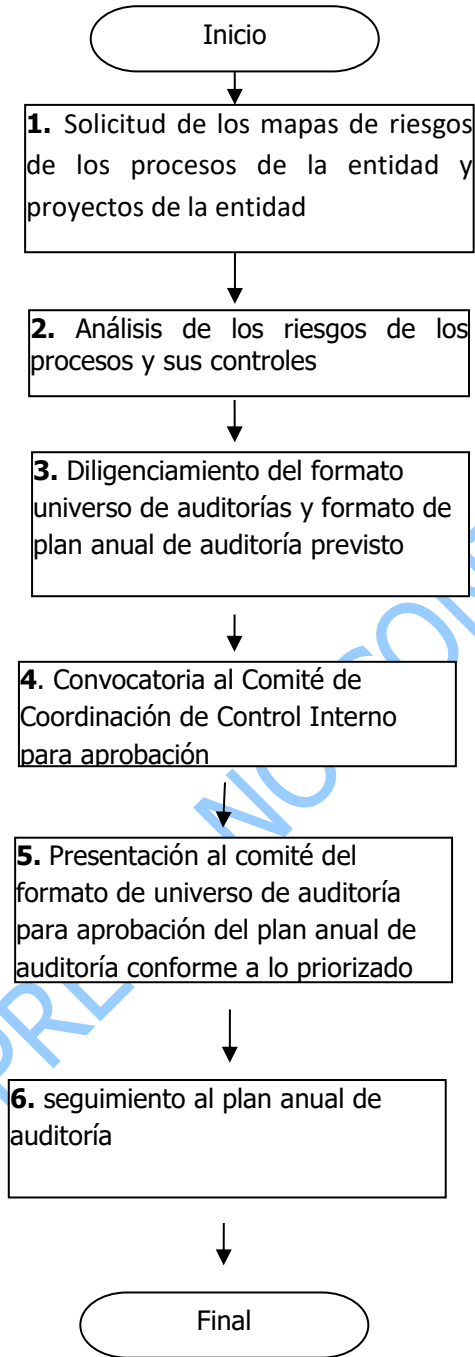 Inicio
1. Solicitud de los mapas de riesgos
de los procesos de la entidad y
proyectos de la entidad
2. Análisis de los riesgos de los
procesos y sus controles
3. Diligenciamiento del formato
universo de auditorías y formato de
plan anual de auditoría previsto
4. Convocatoria al Comité de
Coordinación de Control Interno
para aprobación
5. Presentación al comité del
formato de universo de auditoría
para aprobación del plan anual de
auditoría conforme a lo priorizado
6. seguimiento al plan anual de
auditoría
Final